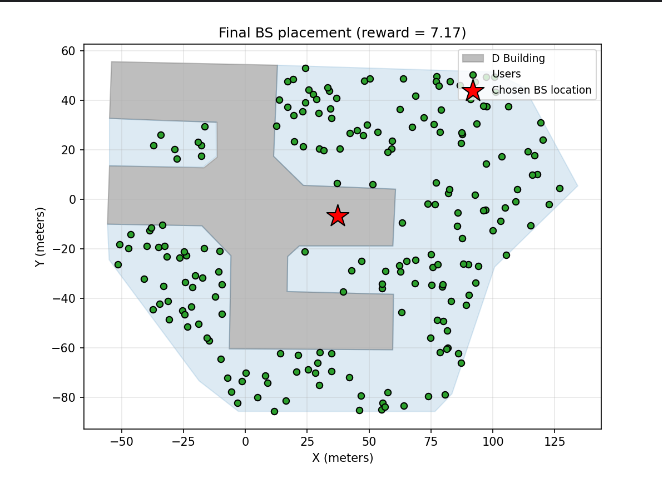 Final BS placement (reward = 7.17)
D Building
Users
Chosen BS location
60
40
20
0
−20
−40
−60
−80
Y (meters)
−50
−25
0
25
50
75
100
125
X (meters)